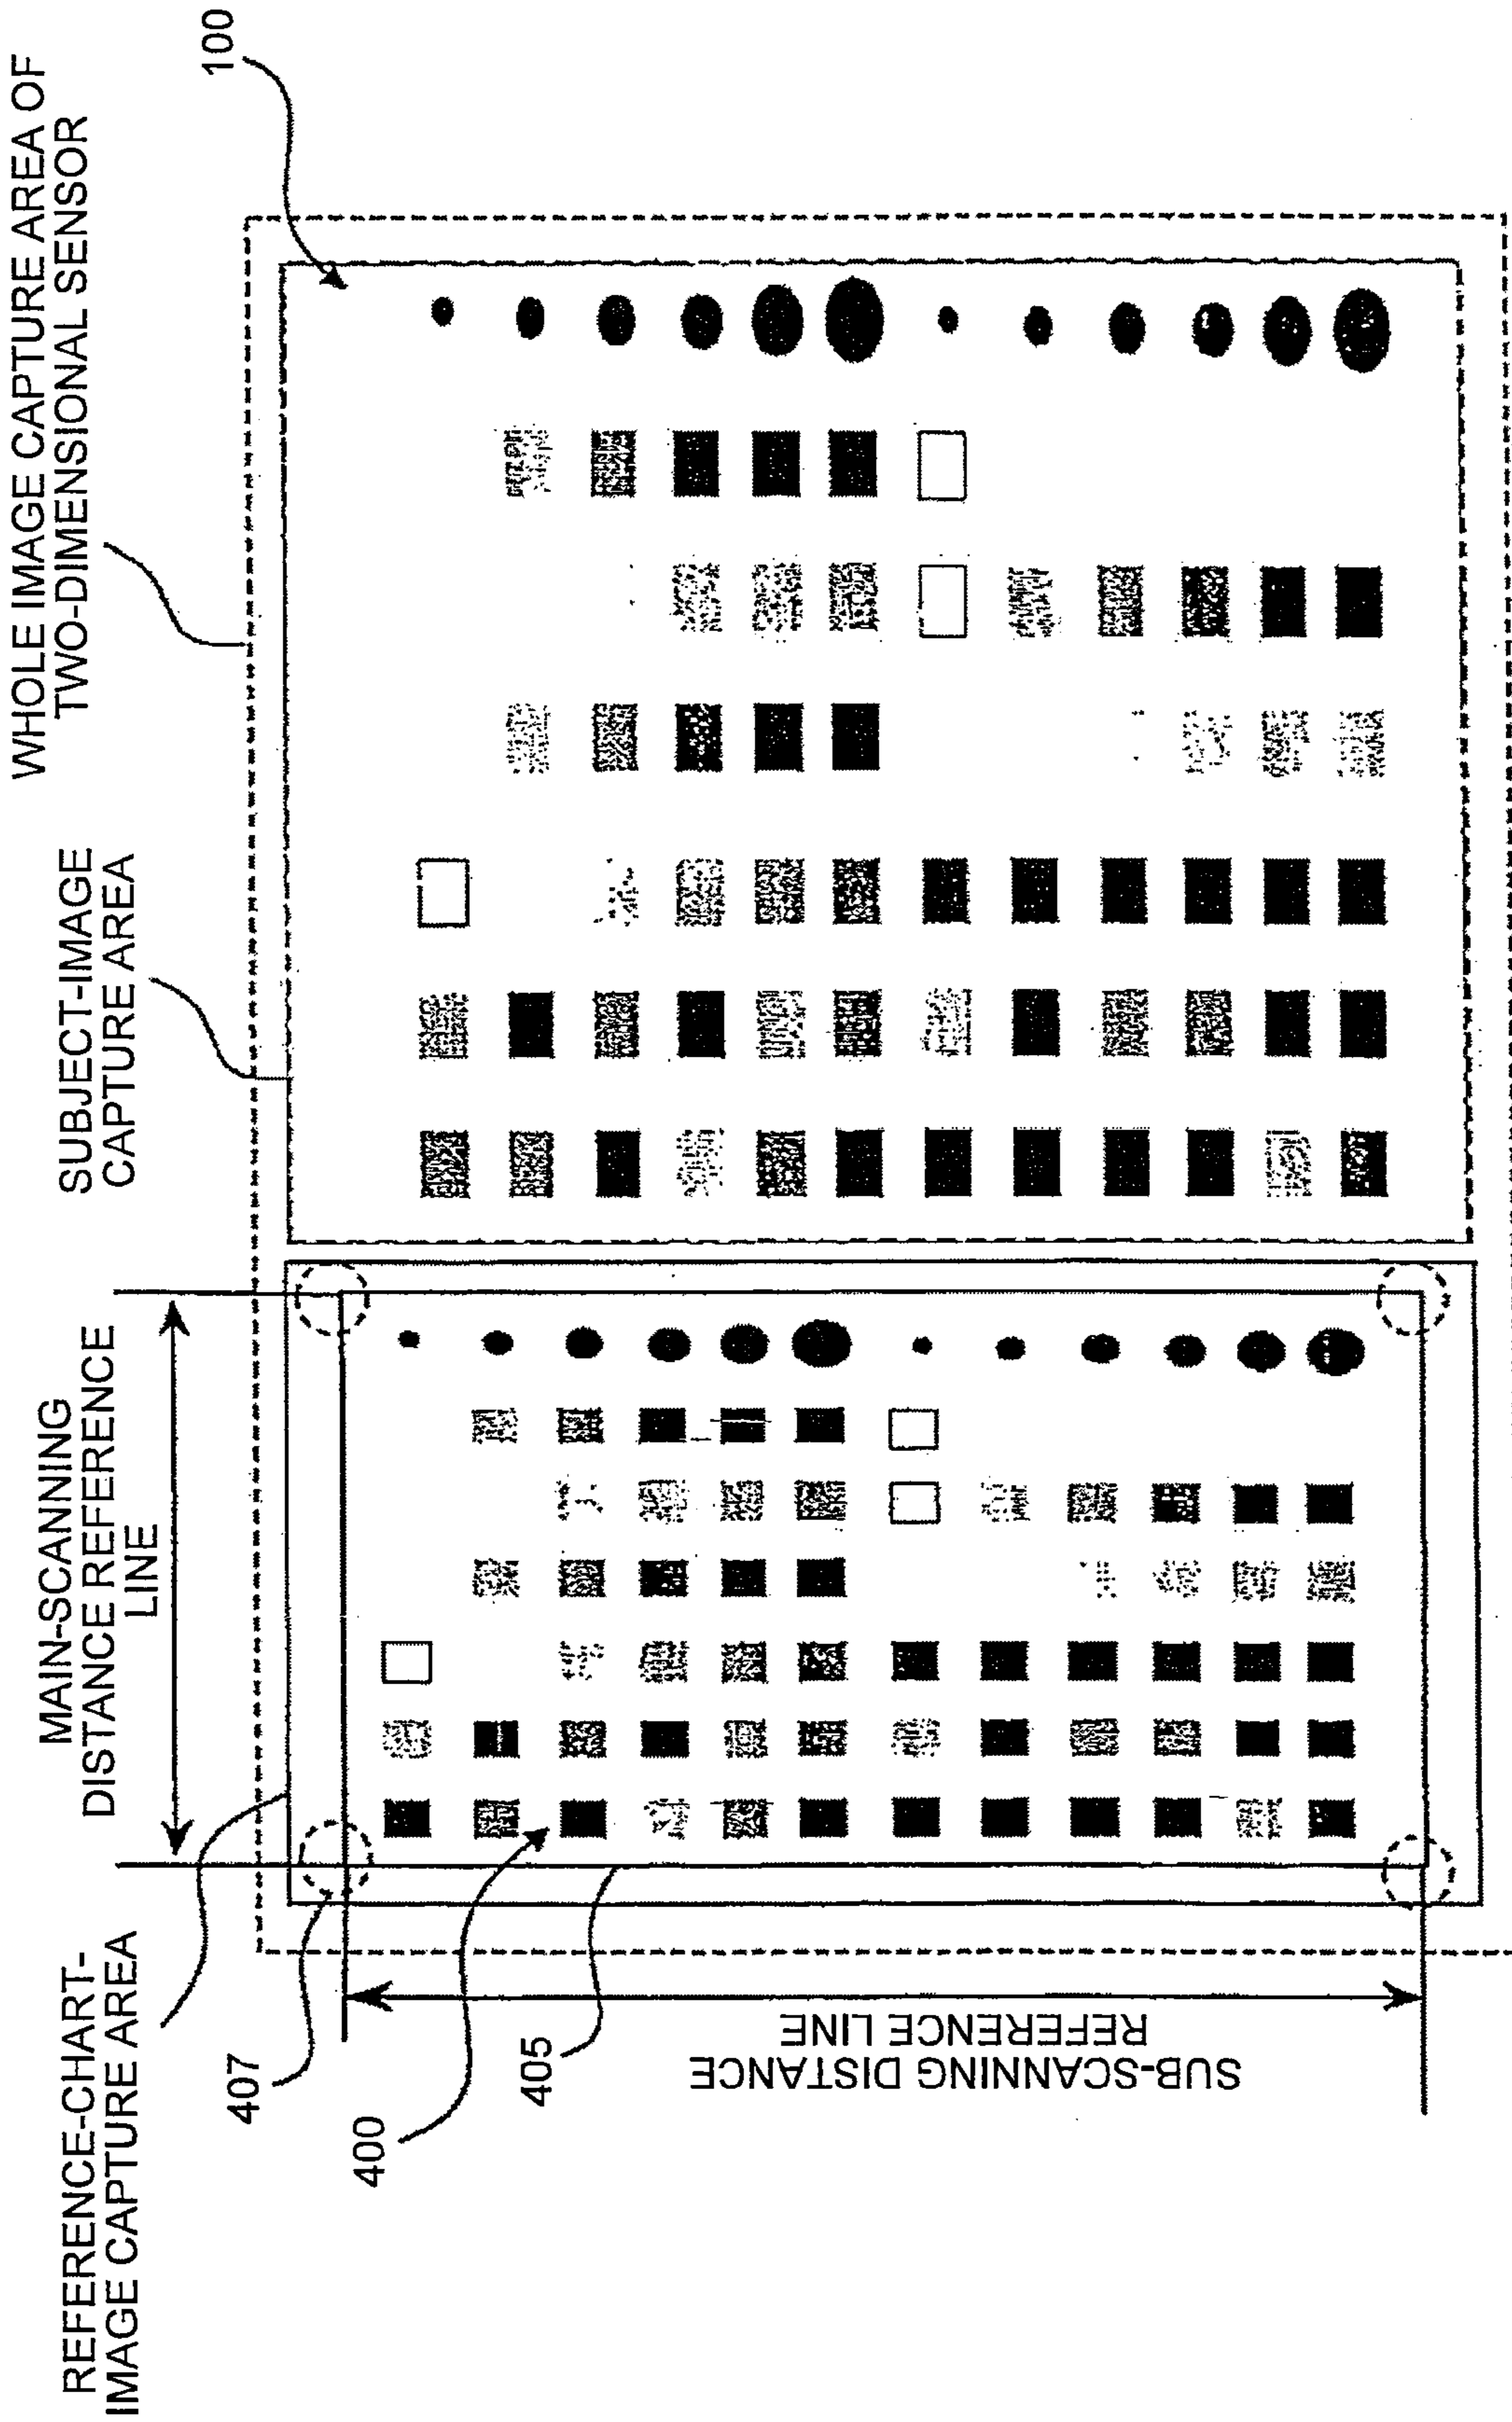 REFERENCE-CHART-
IMAGE CAPTURE AREA
MAIN-SCANNING
DISTANCE REFERENCE
LINE
SUBJECT-IMAGE
CAPTURE AREA
WHOLE IMAGE CAPTURE AREA OF
TWO-DIMENSIONAL SENSOR
100
407
400
405
SUB-SCANNING DISTANCE
REFERENCE LINE